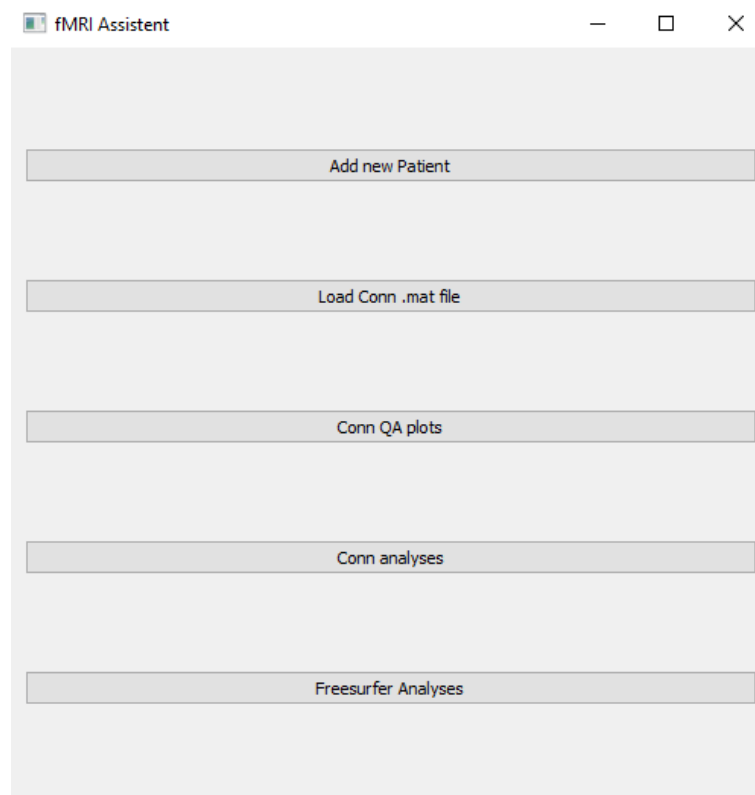 fMRI Assistent
Add new Patient
Load Conn .mat file
Conn QA plots
Conn analyses
Freesurfer Analyses